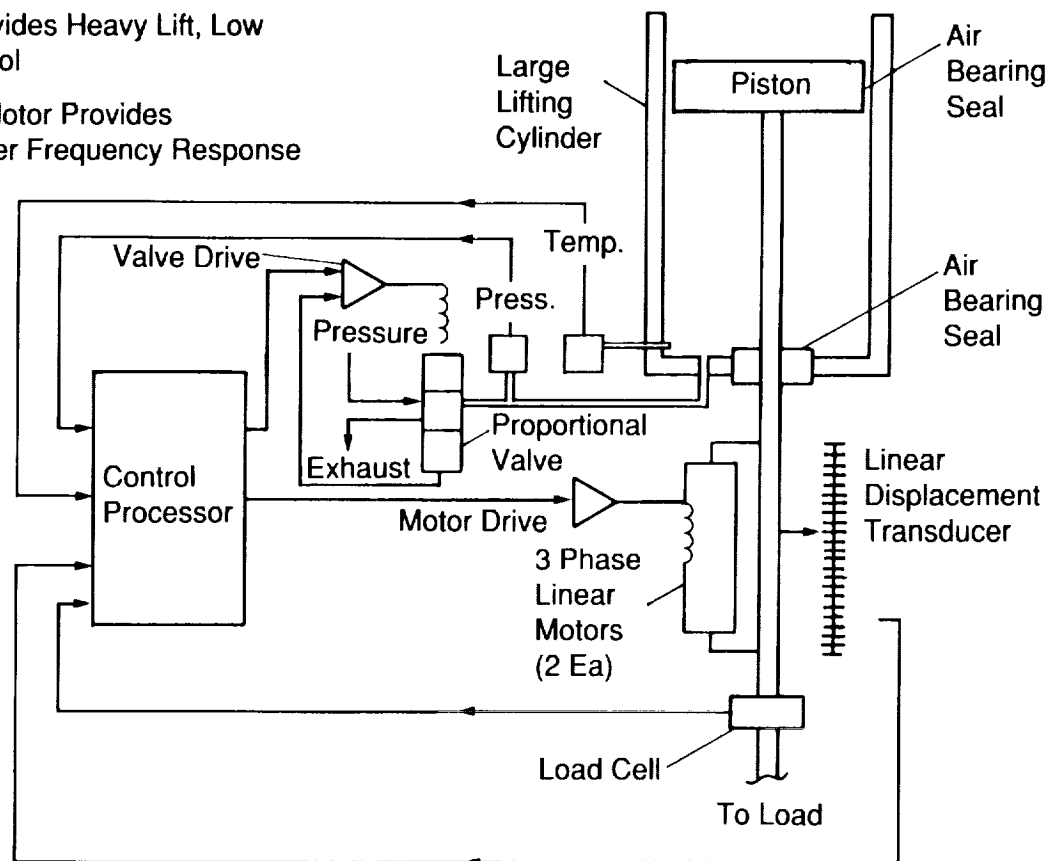 vides Heavy Lift, Low
ol
otor Provides
er Frequency Response
Large
Lifting
Cylinder
Piston
Air
Bearing
Seal
Temp.
Valve Drive
Press.
Pressure
Air
Bearing
Seal
Proportional
Valve
Exhaust
Control
Processor
Motor Drive
Linear
Displacement
Transducer
3 Phase
Linear
Motors
(2 Ea)
Load Cell
To Load